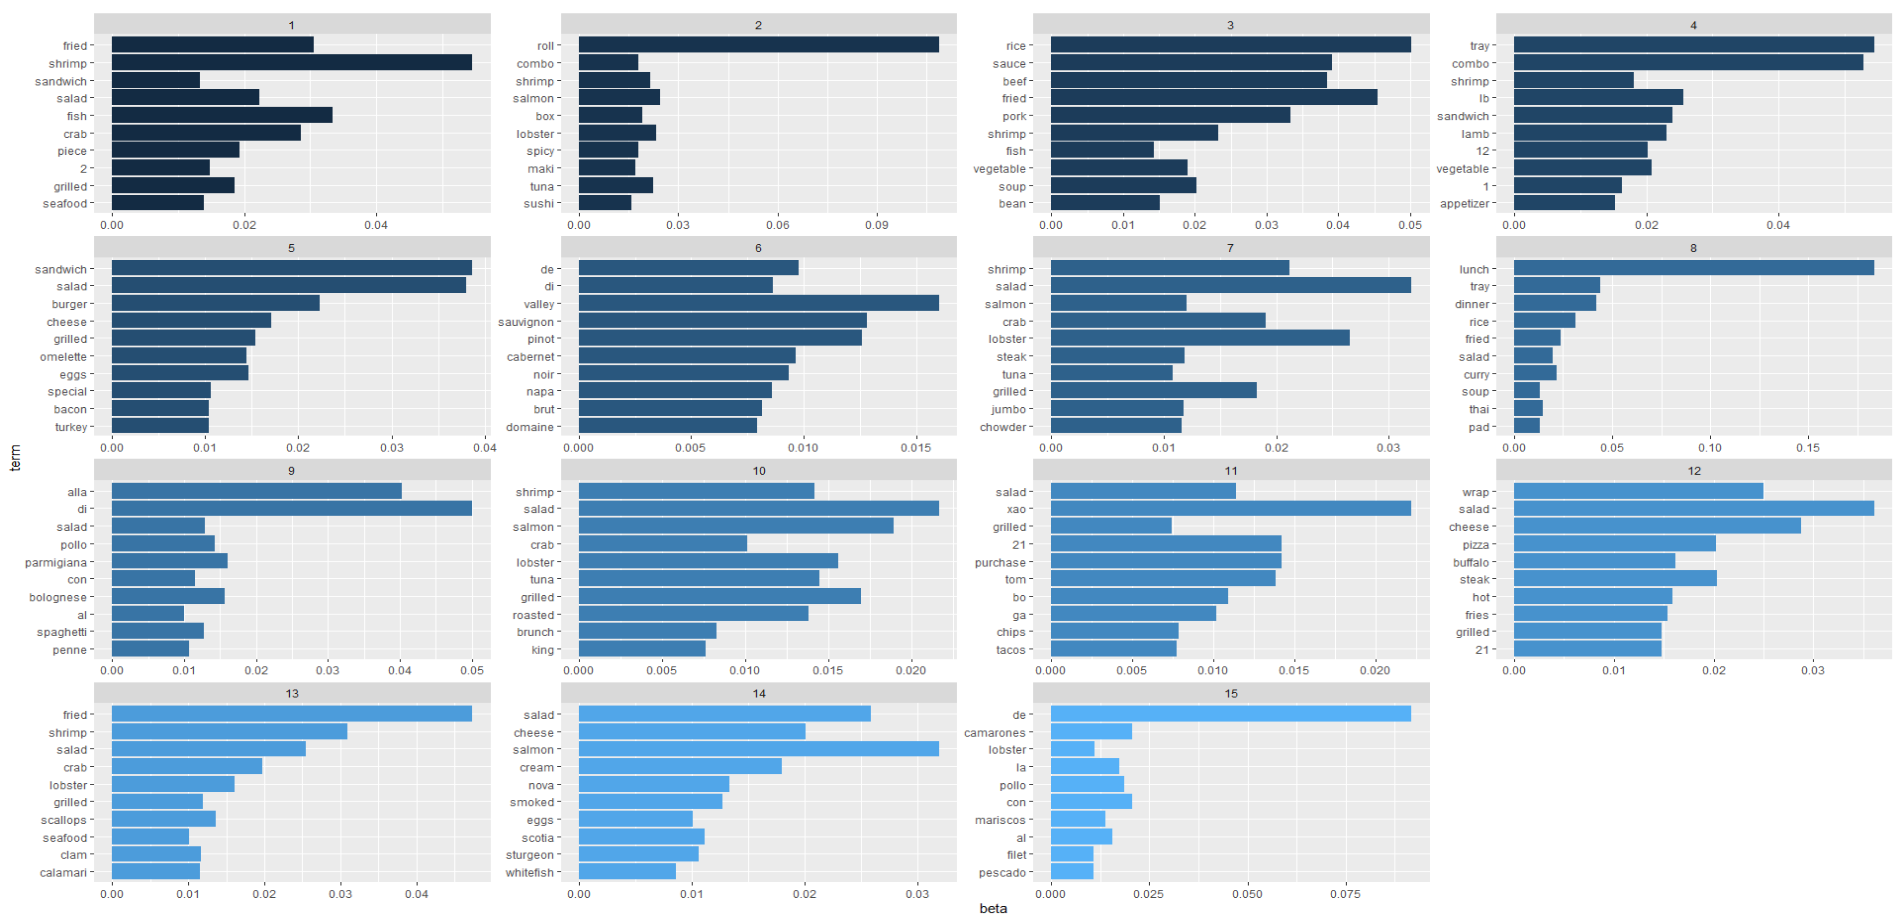 1
fried
shrimp
sandwich
salad
fish
crab
piece
2
grilled
seafood
0.00 0.02 0.04
2
roll
combo
shrimp
salmon
box
lobster
spicy
maki
tuna
sushi
0.00 0.03 0.06 0.09
3
rice
sauce
beef
fried
pork
shrimp
fish
vegetable
soup
bean
0.00 0.01 0.02 0.03 0.04 0.05
4
tray
combo
shrimp
lb
sandwich
lamb
12
vegetable
1
appetizer
0.00 0.02 0.04
5
sandwich
salad
burger
cheese
grilled
omelette
eggs
special
bacon
turkey
0.00 0.01 0.02 0.03 0.04
6
de
di
valley
sauvignon
pinot
cabernet
noir
napa
brut
domaine
0.000 0.005 0.010 0.015
7
shrimp
salad
salmon
crab
lobster
steak
tuna
grilled
jumbo
chowder
0.00 0.01 0.02 0.03
8
lunch
tray
dinner
rice
fried
salad
curry
soup
thai
pad
0.00 0.05 0.10 0.15
term
9
alla
di
salad
pollo
parmigiana
con
bolognese
al
spaghetti
penne
0.00 0.01 0.02 0.03 0.04 0.05
10
shrimp
salad
salmon
crab
lobster
tuna
grilled
roasted
brunch
king
0.000 0.005 0.010 0.015 0.020
11
salad
xao
grilled
21
purchase
tom
bo
ga
chips
tacos
0.000 0.005 0.010 0.015 0.020
12
wrap
salad
cheese
pizza
buffalo
steak
hot
fries
grilled
21
0.00 0.01 0.02 0.03
13
fried
shrimp
salad
crab
lobster
grilled
scallops
seafood
clam
calamari
0.00 0.01 0.02 0.03 0.04
14
salad
cheese
salmon
cream
nova
smoked
eggs
scotia
sturgeon
whitefish
0.00 0.01 0.02 0.03
15
de
camarones
lobster
la
pollo
con
mariscos
al
filet
pescado
0.000 0.025 0.050 0.075
beta